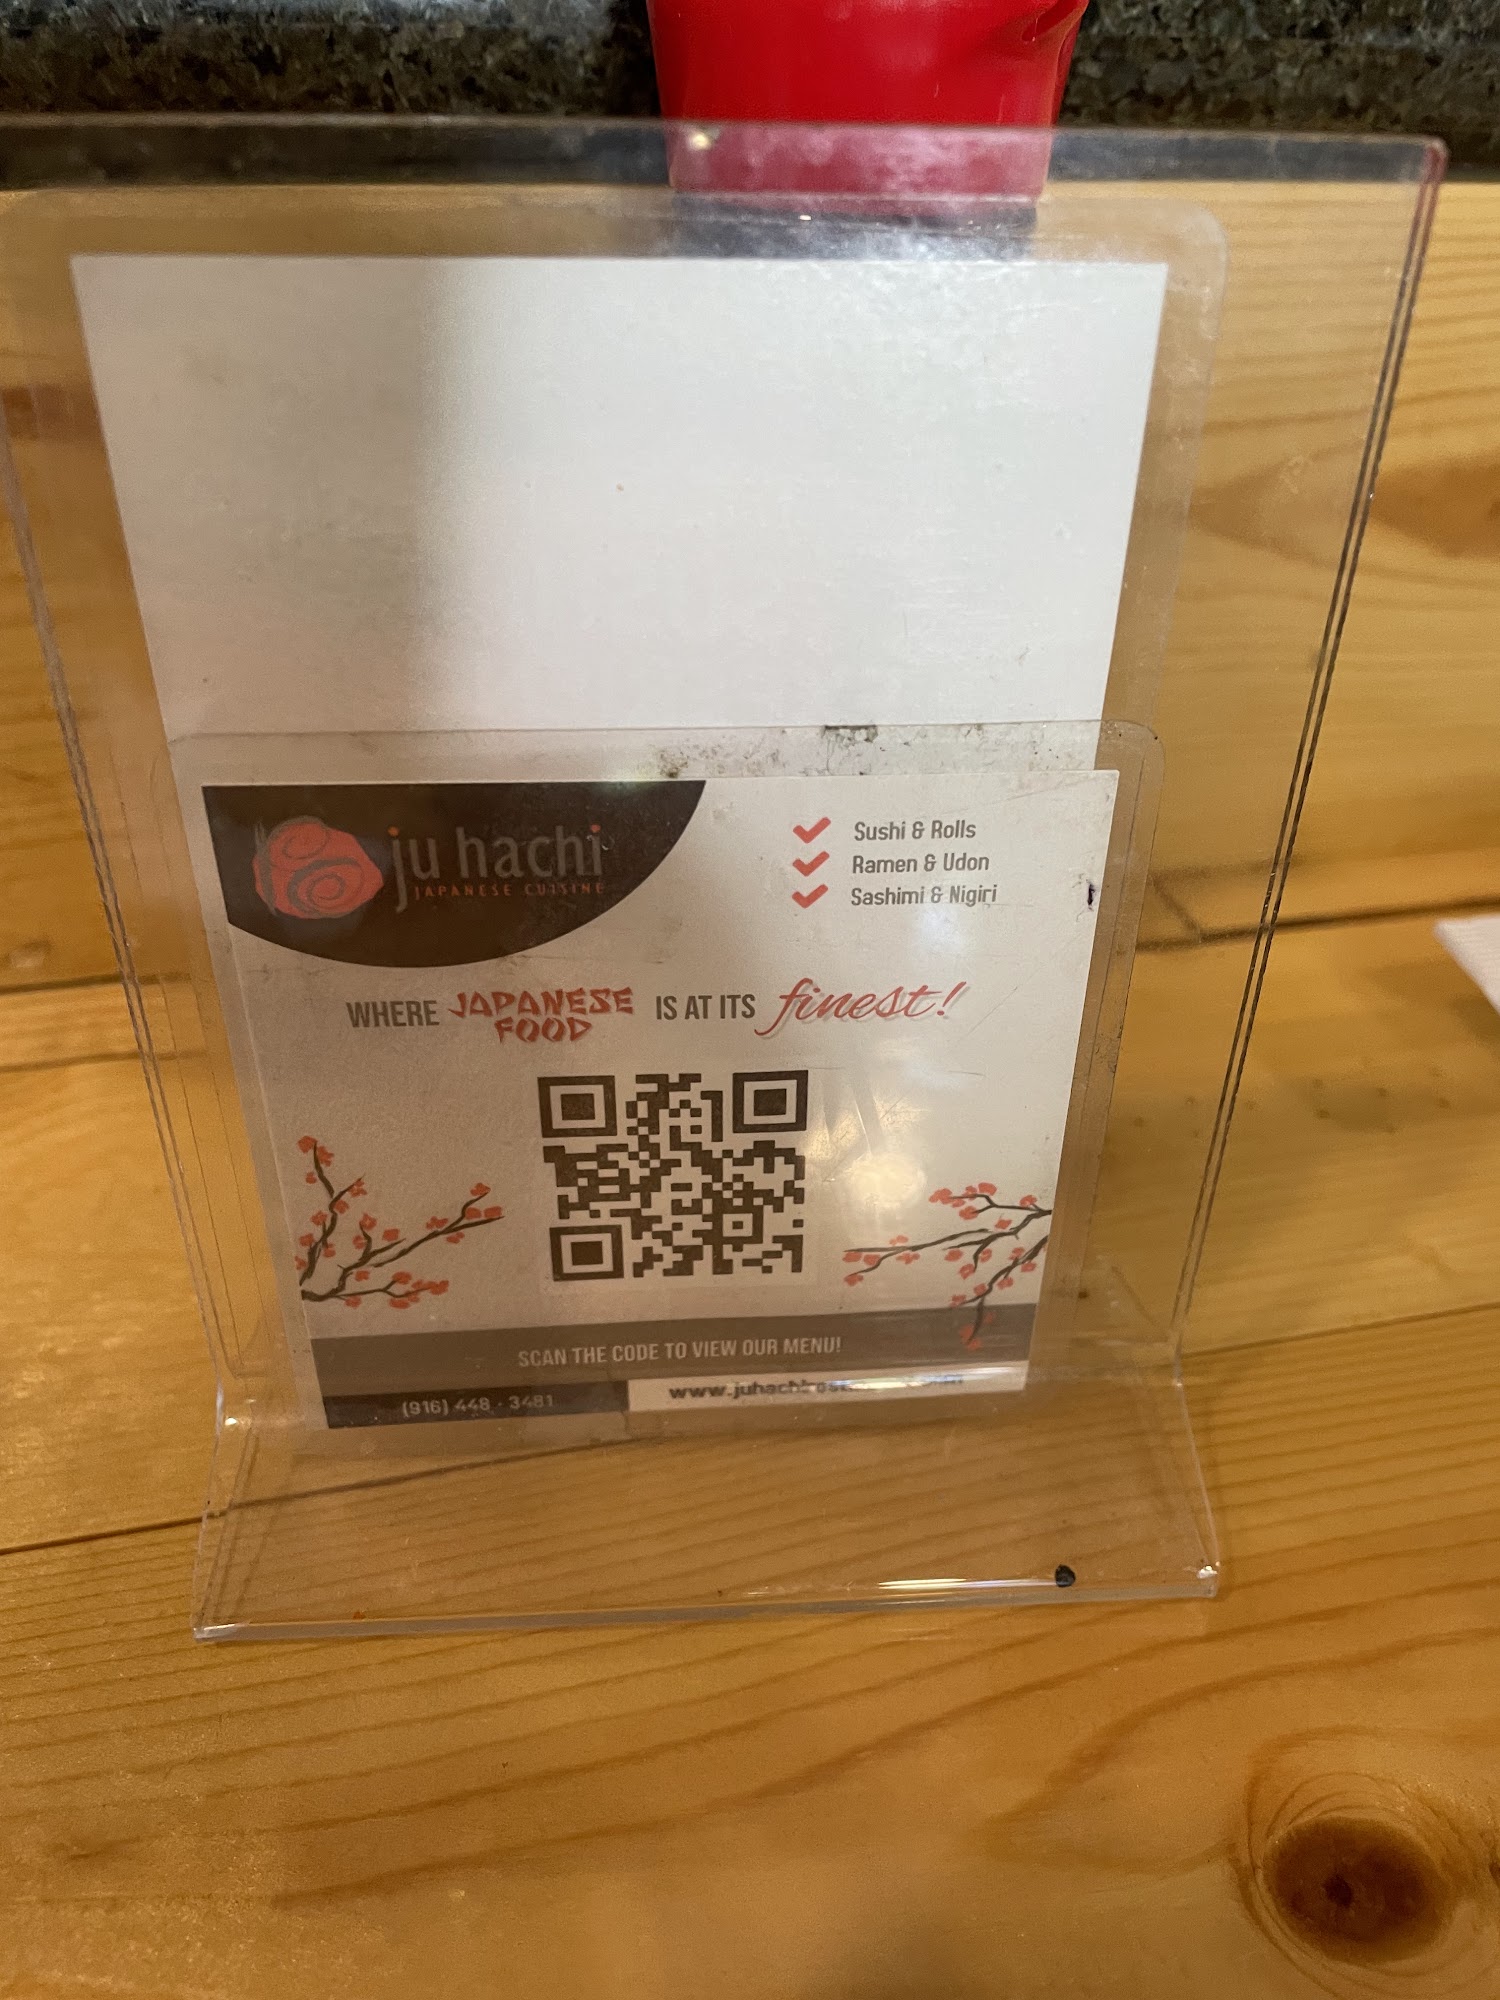 ju hachi
JAPANESE CUISINE
Sushi & Rolls
Ramen & Udon
Sashimi & Nigiri
WHERE JAPANESE FOOD IS AT ITS finest!
SCAN THE CODE TO VIEW OUR MENU!
(916) 448 - 3481